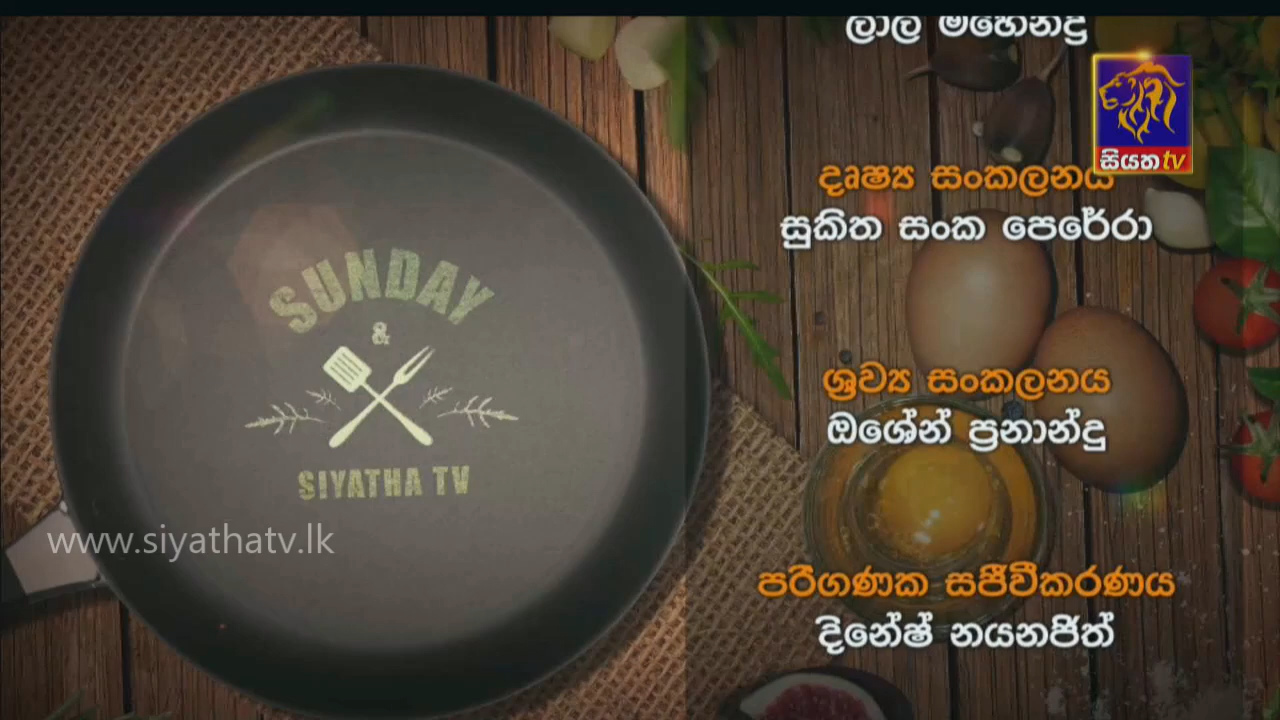 ලාල් මහේන්ද්‍ර
සියත tv
දෘෂ්‍ය සංකලනය
සුකිත සංක පෙරේරා
SUNDAY
&
SIYATHA TV
ශ්‍රව්‍ය සංකලනය
ඔශේන් ප්‍රනාන්දු
www.siyathatv.lk
පරිගණක සජීවීකරණය
දිනේෂ් නයනජිත්